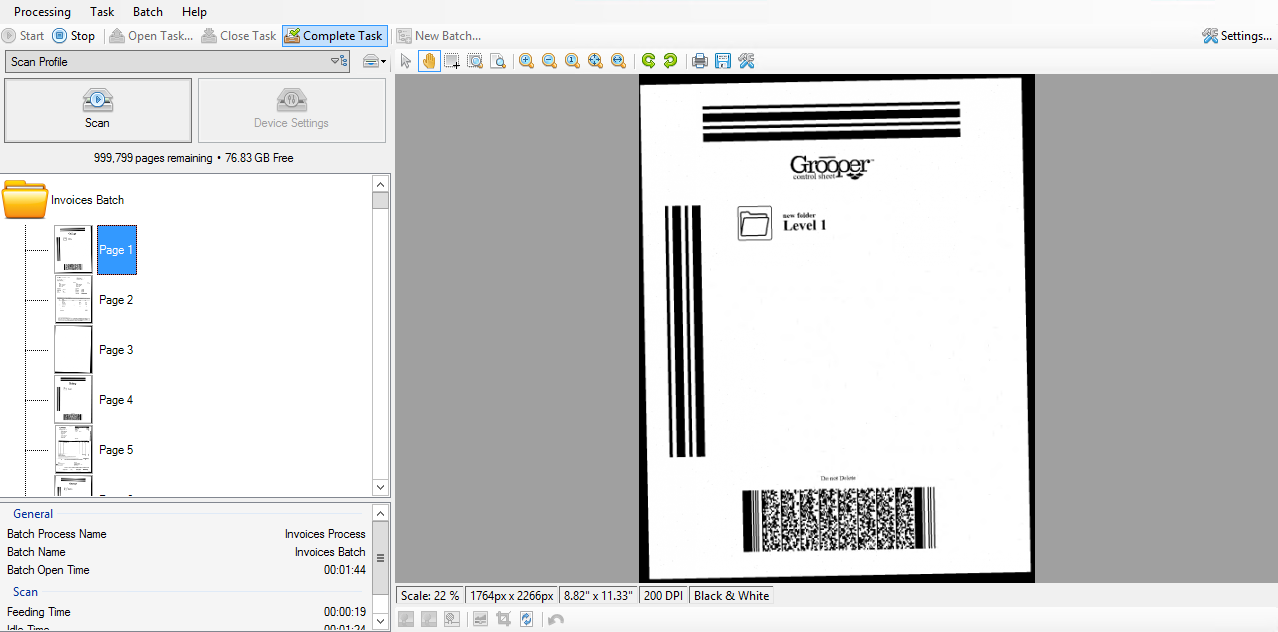 Processing Task Batch Help
Start Stop Open Task... Close Task Complete Task New Batch... Settings...
Scan Profile
Scan
Device Settings
999,799 pages remaining • 76.83 GB Free
Invoices Batch
Page 1
Page 2
Page 3
Page 4
Page 5
General
Batch Process Name Invoices Process
Batch Name Invoices Batch
Batch Open Time 00:01:44
Scan
Feeding Time 00:00:19
Idle Time 00:01:24
Grooper
control sheet
new folder
Level 1
Do not Delete
Scale: 22 % 1764px x 2266px 8.82" x 11.33" 200 DPI Black & White